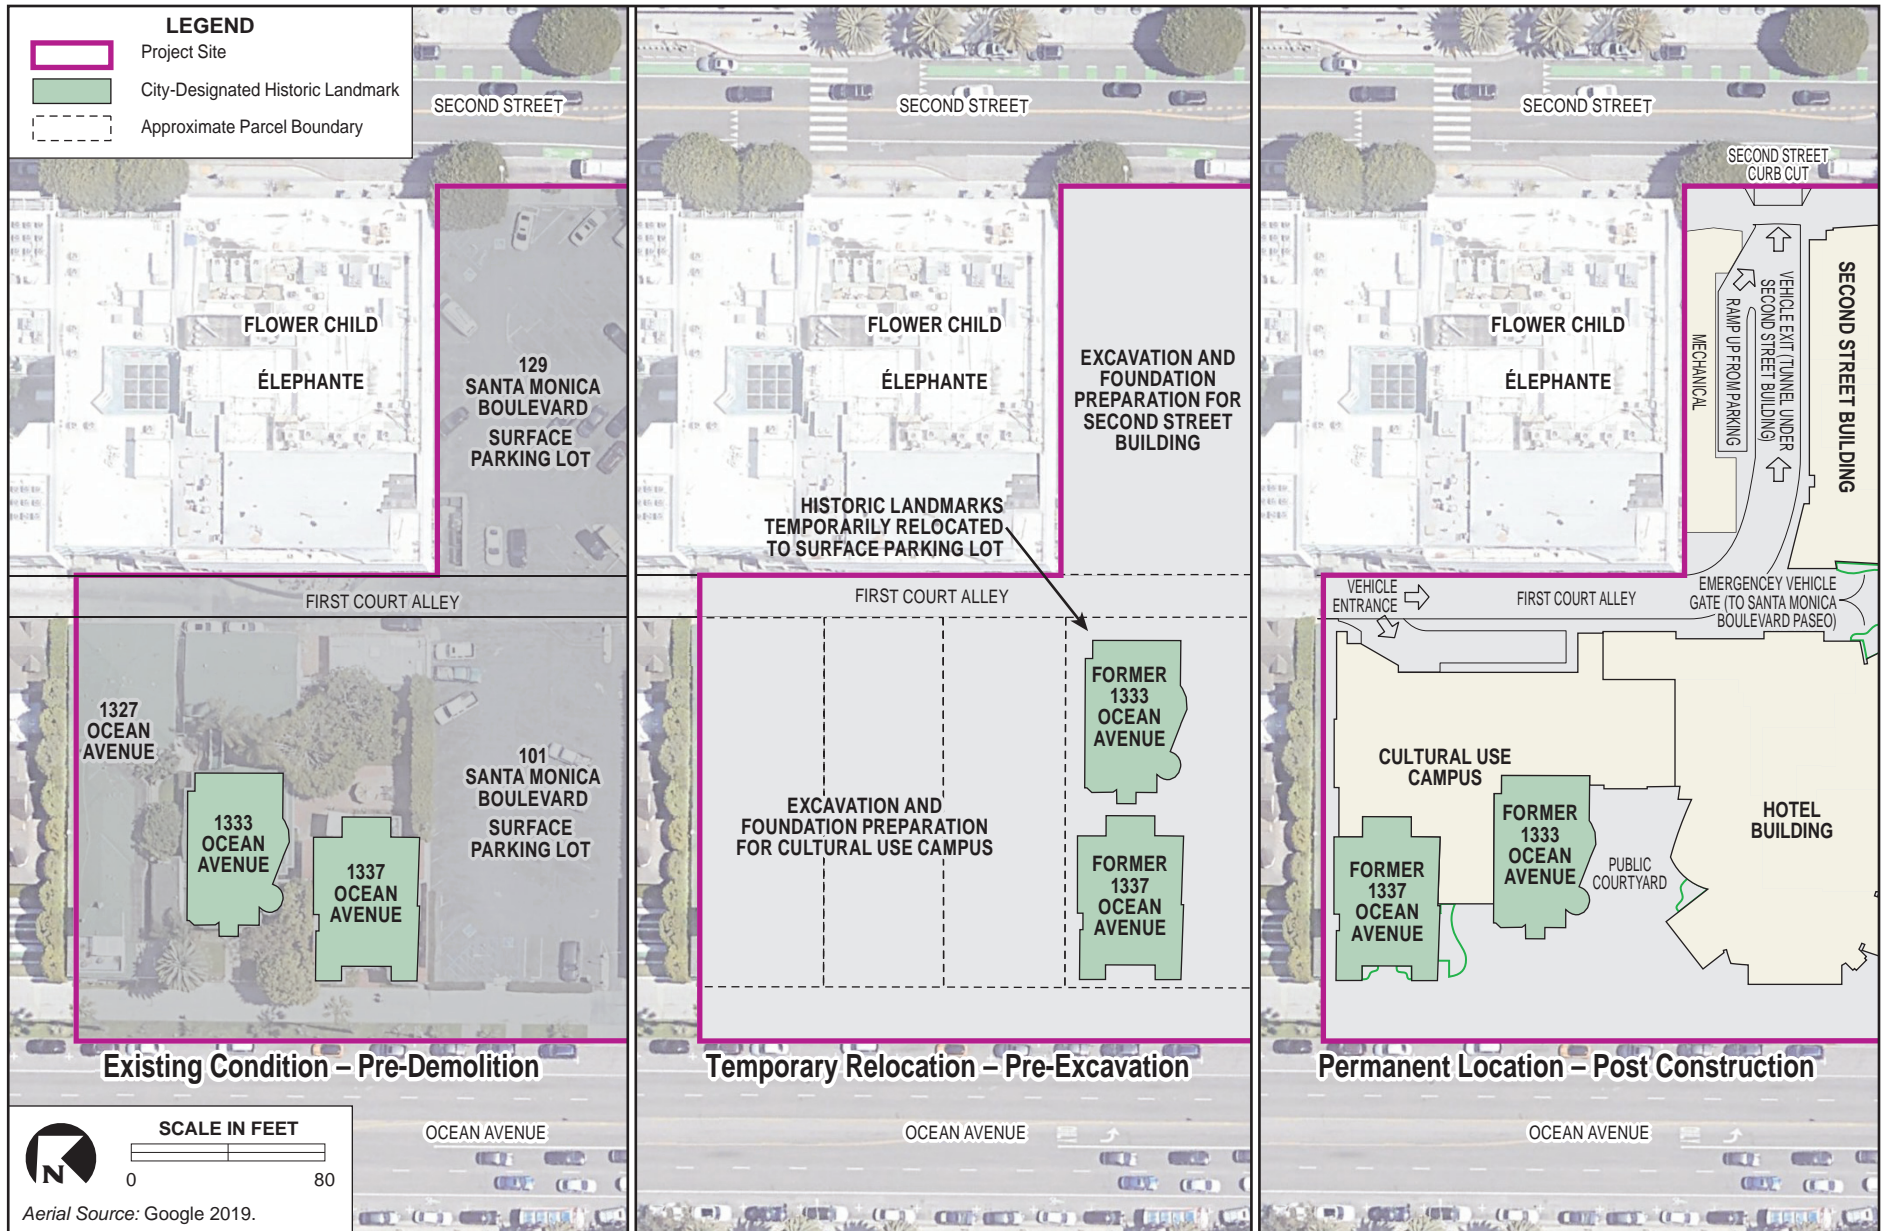 LEGEND
Project Site
City-Designated Historic Landmark
Approximate Parcel Boundary
SECOND STREET
FLOWER CHILD
ÉLEPHANTE
129
SANTA MONICA
BOULEVARD
SURFACE
PARKING LOT
FIRST COURT ALLEY
1327
OCEAN
AVENUE
1333
OCEAN
AVENUE
1337
OCEAN
AVENUE
101
SANTA MONICA
BOULEVARD
SURFACE
PARKING LOT
Existing Condition – Pre-Demolition
OCEAN AVENUE
N
SCALE IN FEET
0 80
Aerial Source: Google 2019.
SECOND STREET
FLOWER CHILD
ÉLEPHANTE
EXCAVATION AND
FOUNDATION
PREPARATION FOR
SECOND STREET
BUILDING
HISTORIC LANDMARKS
TEMPORARILY RELOCATED
TO SURFACE PARKING LOT
FIRST COURT ALLEY
FORMER
1333
OCEAN
AVENUE
EXCAVATION AND
FOUNDATION PREPARATION
FOR CULTURAL USE CAMPUS
FORMER
1337
OCEAN
AVENUE
Temporary Relocation – Pre-Excavation
OCEAN AVENUE
SECOND STREET
SECOND STREET
CURB CUT
FLOWER CHILD
ÉLEPHANTE
MECHANICAL
RAMP UP FROM PARKING
VEHICLE EXIT (TUNNEL UNDER
SECOND STREET BUILDING)
SECOND STREET BUILDING
VEHICLE
ENTRANCE
FIRST COURT ALLEY
EMERGENCEY VEHICLE
GATE (TO SANTA MONICA
BOULEVARD PASEO)
CULTURAL USE
CAMPUS
FORMER
1337
OCEAN
AVENUE
FORMER
1333
OCEAN
AVENUE
PUBLIC
COURTYARD
HOTEL
BUILDING
Permanent Location – Post Construction
OCEAN AVENUE